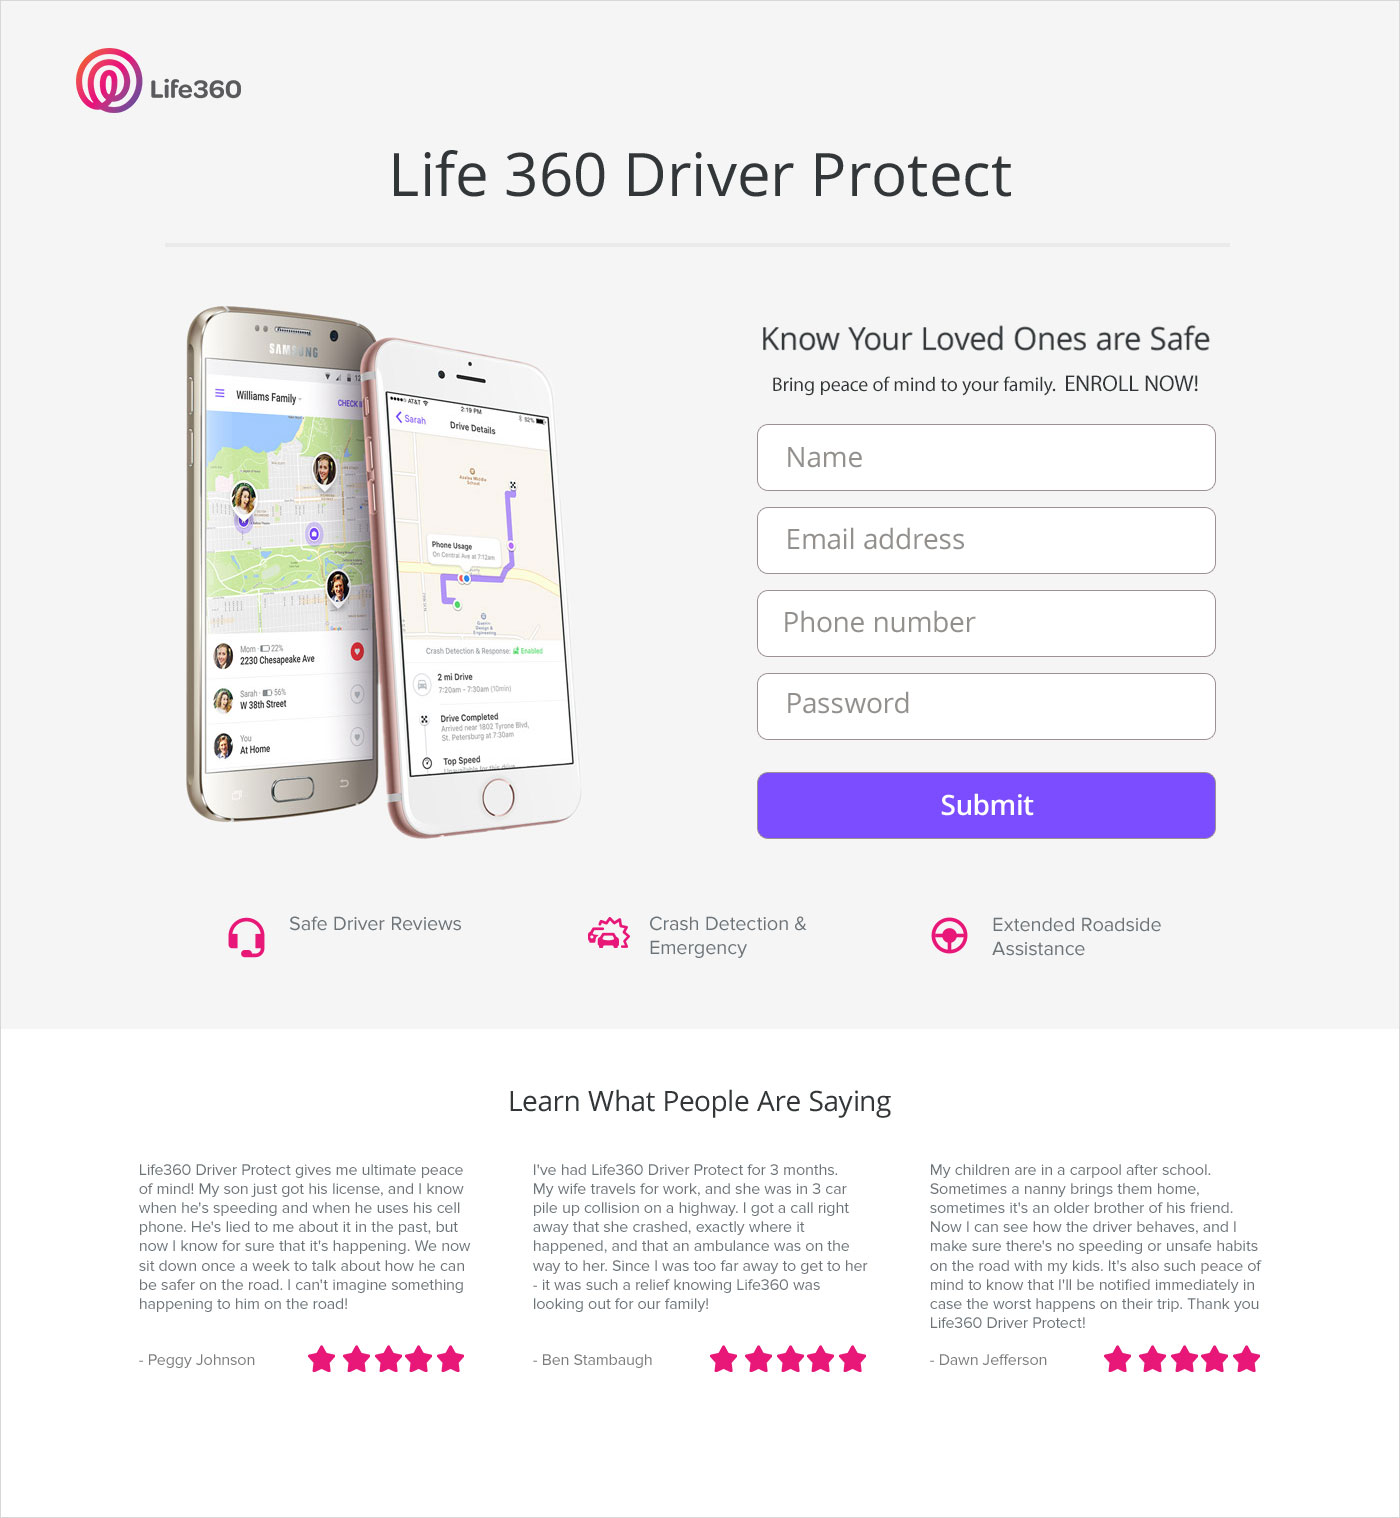 Life360
Life 360 Driver Protect
SAMSUNG
Williams Family
CHECK I
Mom · 22%
2230 Chesapeake Ave
Sarah · 56%
W 38th Street
You
At Home
AT&T
2:19 PM
Sarah
Drive Details
Phone Usage
On Central Ave at 7:12am
Crash Detection & Response: Enabled
2 mi Drive
7:20am - 7:30am (10min)
Drive Completed
Arrived near 1802 Tyrone Blvd,
St. Petersburg at 7:30am
Top Speed
Know Your Loved Ones are Safe
Bring peace of mind to your family. ENROLL NOW!
Name
Email address
Phone number
Password
Submit
Safe Driver Reviews
Crash Detection &
Emergency
Extended Roadside
Assistance
Learn What People Are Saying
Life360 Driver Protect gives me ultimate peace
of mind! My son just got his license, and I know
when he's speeding and when he uses his cell
phone. He's lied to me about it in the past, but
now I know for sure that it's happening. We now
sit down once a week to talk about how he can
be safer on the road. I can't imagine something
happening to him on the road!
- Peggy Johnson
I've had Life360 Driver Protect for 3 months.
My wife travels for work, and she was in 3 car
pile up collision on a highway. I got a call right
away that she crashed, exactly where it
happened, and that an ambulance was on the
way to her. Since I was too far away to get to her
- it was such a relief knowing Life360 was
looking out for our family!
- Ben Stambaugh
My children are in a carpool after school.
Sometimes a nanny brings them home,
sometimes it's an older brother of his friend.
Now I can see how the driver behaves, and I
make sure there's no speeding or unsafe habits
on the road with my kids. It's also such peace of
mind to know that I'll be notified immediately in
case the worst happens on their trip. Thank you
Life360 Driver Protect!
- Dawn Jefferson